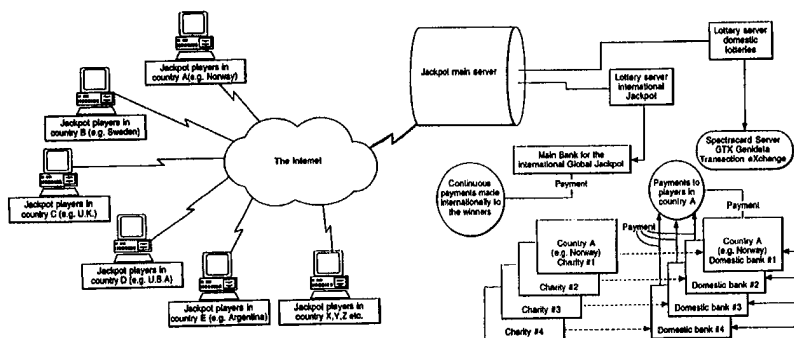 Jackpot players in
country A(e.g. Norway)
Jackpot players in
country B (e.g. Sweden)
Jackpot players in
country C (e.g. U.K.)
Jackpot players in
country D (e.g. U.S.A)
Jackpot players in
country E (e.g. Argentina)
Jackpot players in
country X,Y,Z etc.
The Internet
Jackpot main server
Lottery server
domestic
lotteries
Lottery server
international
Jackpot
Spectracard Server
GTX Genidata
Transaction eXchange
Main Bank for the
international Global Jackpot
Payment
Continuous
payments made
internationally to
the winners
Payments to
players in
country A
Payment
Payment
Country A
(e.g. Norway)
Charity #1
Charity #2
Charity #3
Charity #4
Country A
(e.g. Norway)
Domestic bank #1
Domestic bank #2
Domestic bank #3
Domestic bank #4